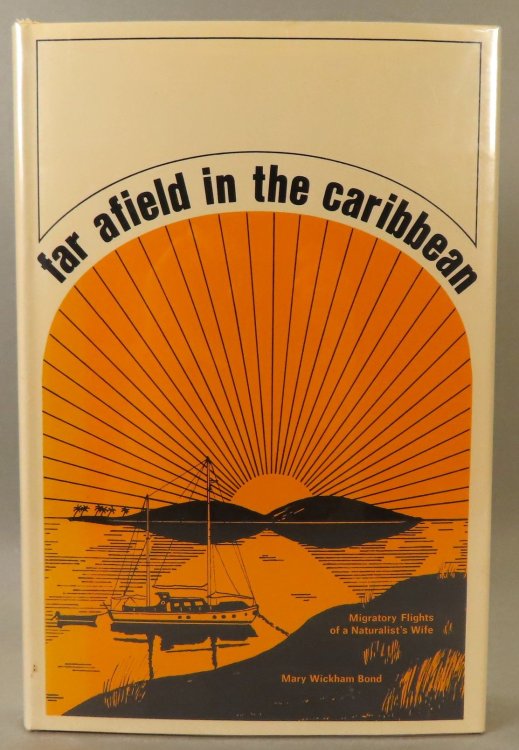 far afield in the caribbean
Migratory Flights
of a Naturalist's Wife
Mary Wickham Bond